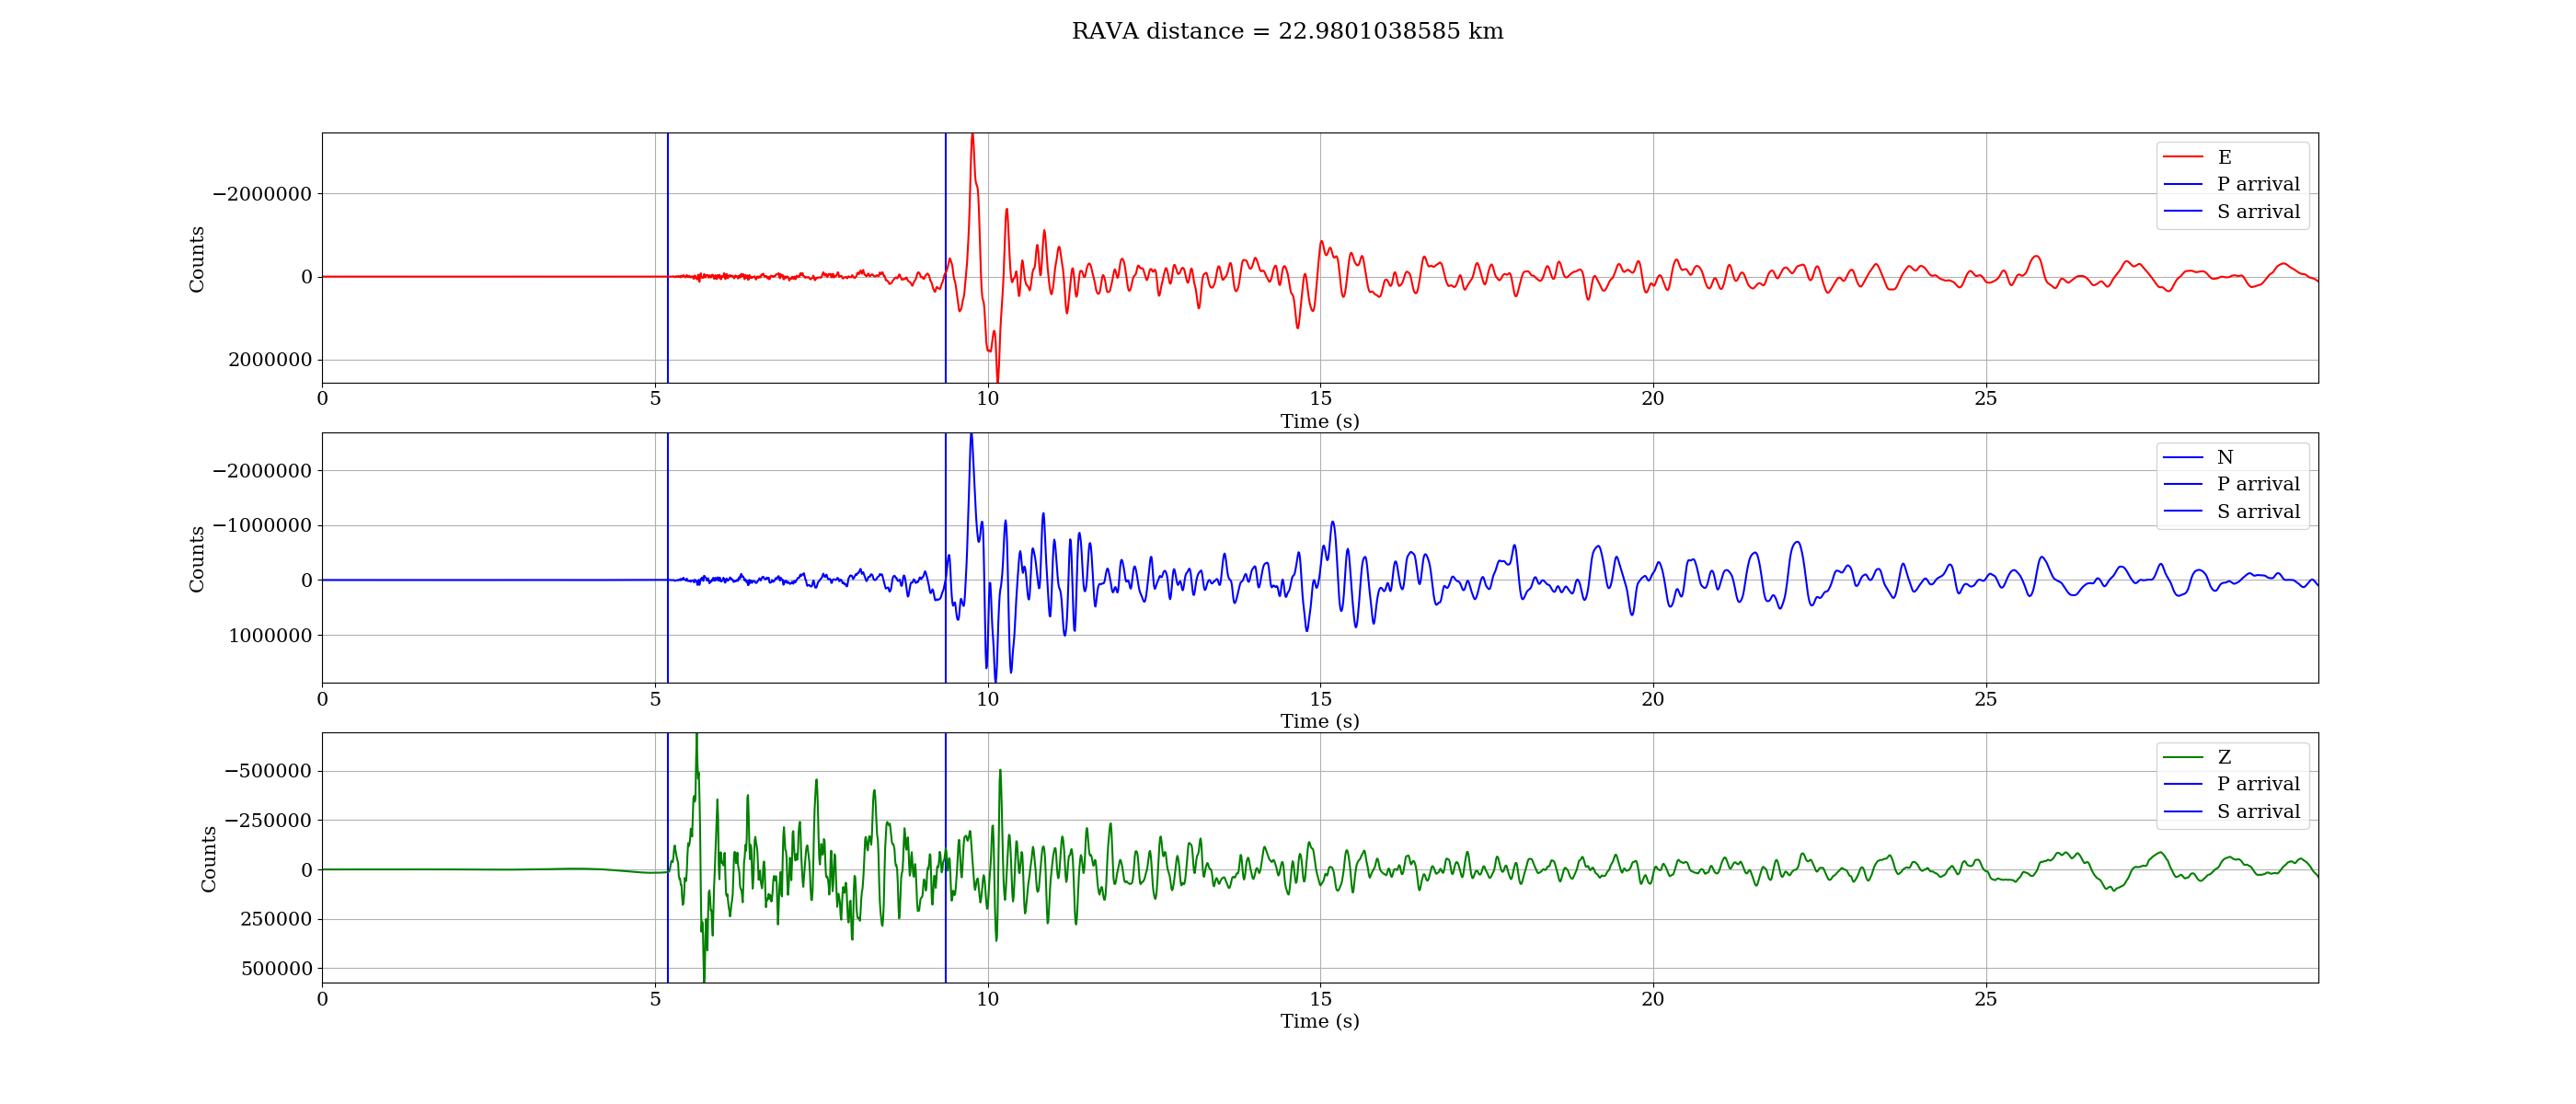 RAVA distance = 22.9801038585 km
−2000000
0
2000000
Counts
E
P arrival
S arrival
0 5 10 15 20 25
Time (s)
−2000000
−1000000
0
1000000
Counts
N
P arrival
S arrival
0 5 10 15 20 25
Time (s)
−500000
−250000
0
250000
500000
Counts
Z
P arrival
S arrival
0 5 10 15 20 25
Time (s)